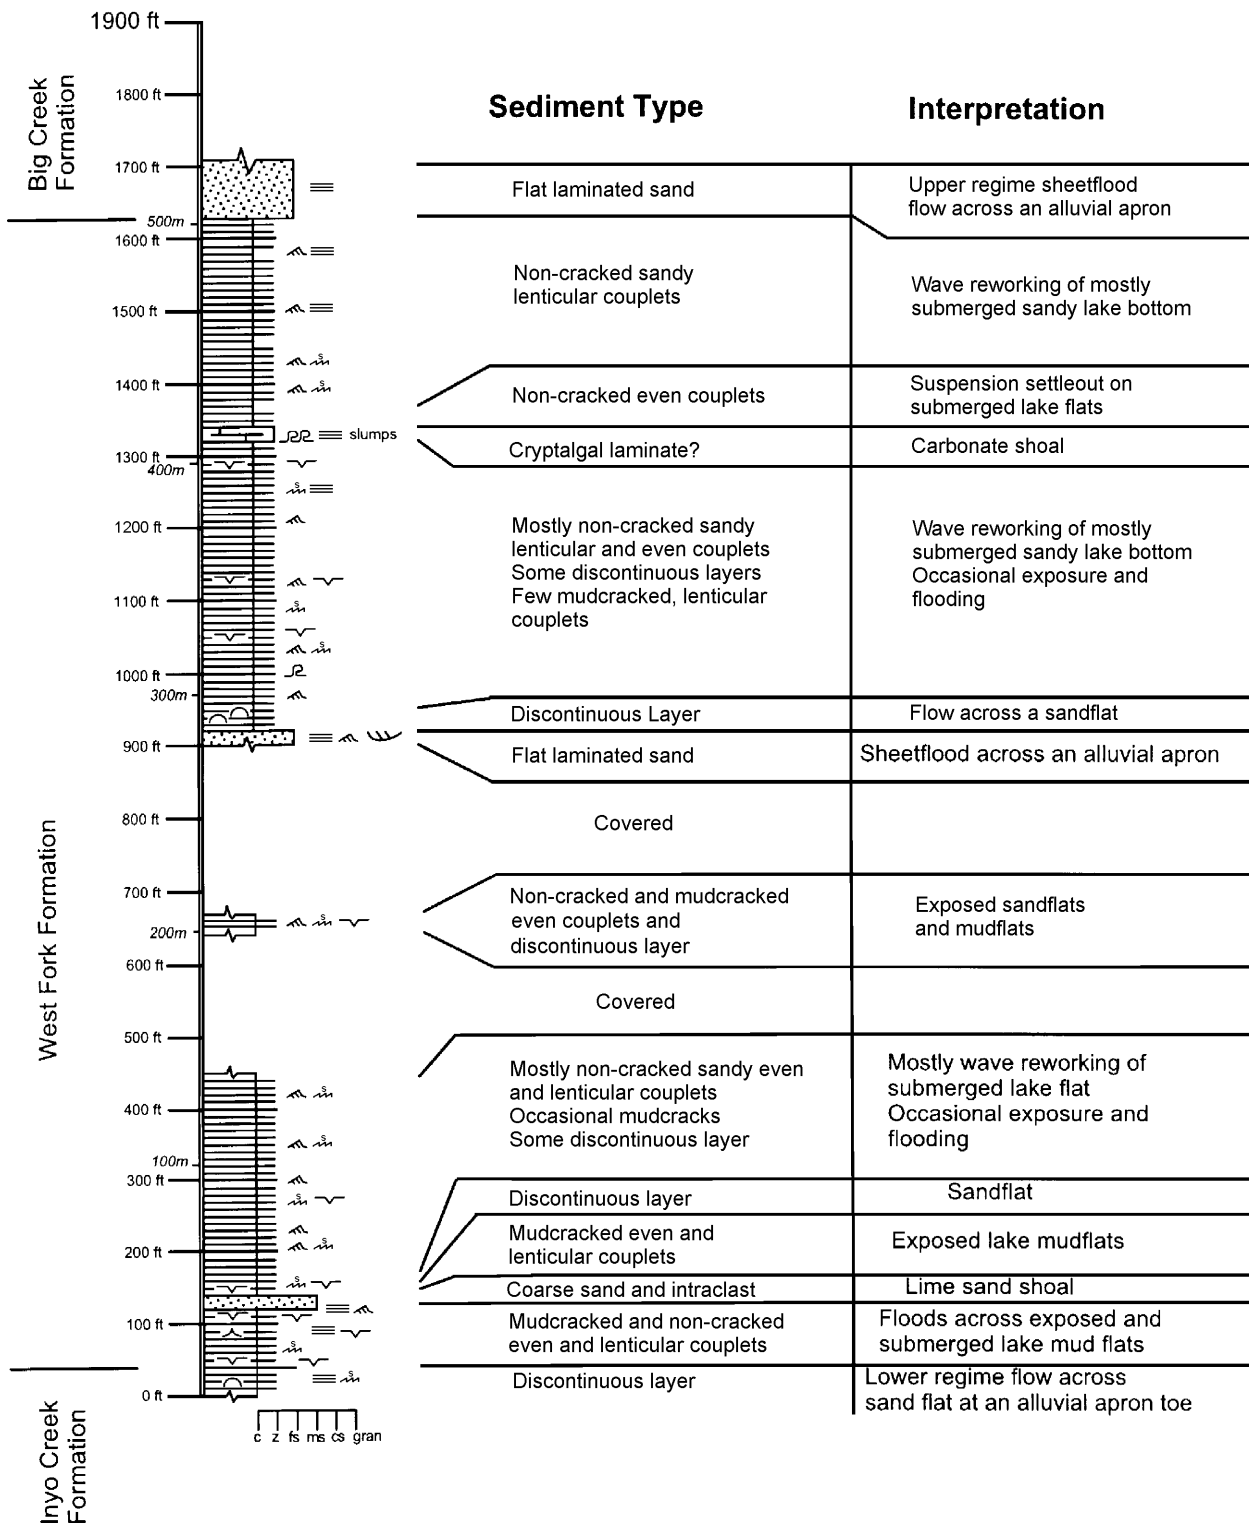 1900 ft
1800 ft
1700 ft
500m
1600 ft
1500 ft
1400 ft
1300 ft
400m
1200 ft
1100 ft
1000 ft
300m
900 ft
800 ft
700 ft
200m
600 ft
500 ft
400 ft
100m
300 ft
200 ft
100 ft
0 ft
Big Creek
Formation
West Fork Formation
Inyo Creek
Formation
s
s
slumps
s
s
s
s
s
s
s
s
s
s
s
c z fs ms cs gran
Sediment Type
Interpretation
Flat laminated sand
Upper regime sheetflood
flow across an alluvial apron
Non-cracked sandy
lenticular couplets
Wave reworking of mostly
submerged sandy lake bottom
Non-cracked even couplets
Suspension settleout on
submerged lake flats
Cryptalgal laminate?
Carbonate shoal
Mostly non-cracked sandy
lenticular and even couplets
Some discontinuous layers
Few mudcracked, lenticular
couplets
Wave reworking of mostly
submerged sandy lake bottom
Occasional exposure and
flooding
Discontinuous Layer
Flow across a sandflat
Flat laminated sand
Sheetflood across an alluvial apron
Covered
Non-cracked and mudcracked
even couplets and
discontinuous layer
Exposed sandflats
and mudflats
Covered
Mostly non-cracked sandy even
and lenticular couplets
Occasional mudcracks
Some discontinuous layer
Mostly wave reworking of
submerged lake flat
Occasional exposure and
flooding
Discontinuous layer
Sandflat
Mudcracked even and
lenticular couplets
Exposed lake mudflats
Coarse sand and intraclast
Lime sand shoal
Mudcracked and non-cracked
even and lenticular couplets
Floods across exposed and
submerged lake mud flats
Discontinuous layer
Lower regime flow across
sand flat at an alluvial apron toe